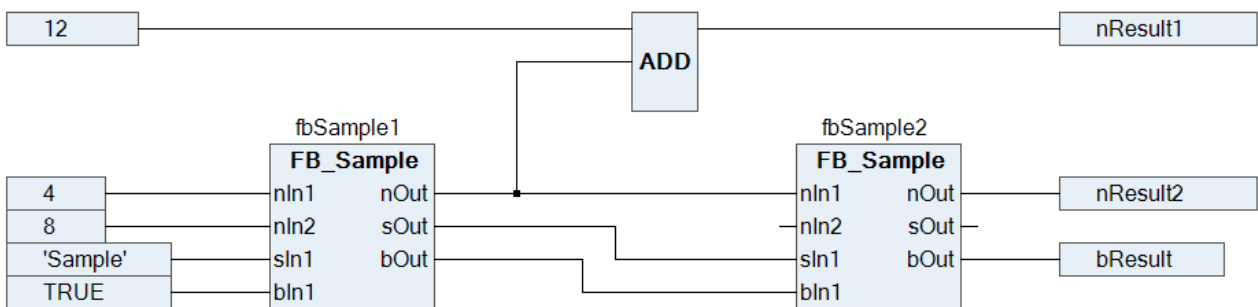 12
nResult1
ADD
fbSample1
fbSample2
FB_Sample
FB_Sample
4
nIn1 nOut
nIn1 nOut
nResult2
8
nIn2 sOut
nIn2 sOut
'Sample'
sIn1 bOut
sIn1 bOut
bResult
TRUE
bIn1
bIn1